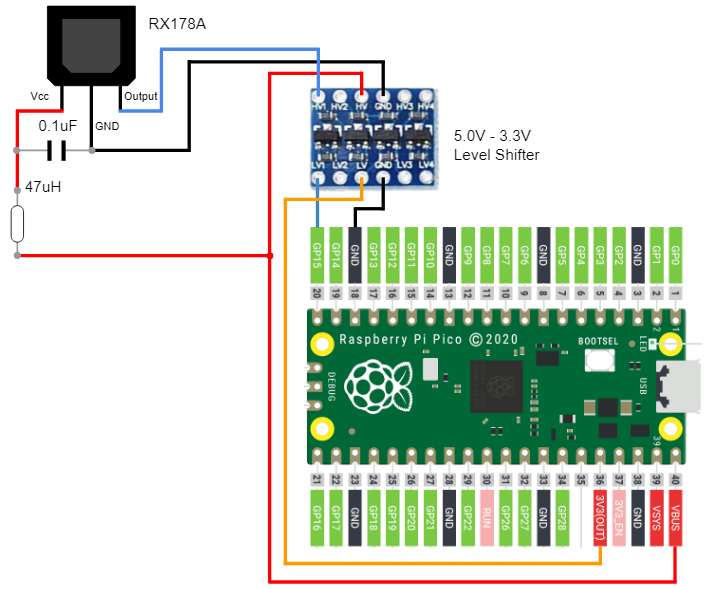 RX178A
Vcc
Output
GND
0.1uF
47uH
HV1 HV2 HV GND HV3 HV4
LV1 LV2 LV GND LV3 LV4
5.0V - 3.3V
Level Shifter
GP15 GP14 GND GP13 GP12 GP11 GP10 GND GP9 GP8 GP7 GP6 GND GP5 GP4 GP3 GP2 GND GP1 GP0
20 19 18 17 16 15 14 13 12 11 10 9 8 7 6 5 4 3 2 1
2 1
Raspberry Pi Pico © 2020
BOOTSEL
LED
DEBUG
USB
39
21 22 23 24 25 26 27 28 29 30 31 32 33 34 35 36 37 38 39 40
GP16 GP17 GND GP18 GP19 GP20 GP21 GND GP22 RUN GP26 GP27 GND GP28 3V3(OUT) 3V3_EN GND VSYS VBUS